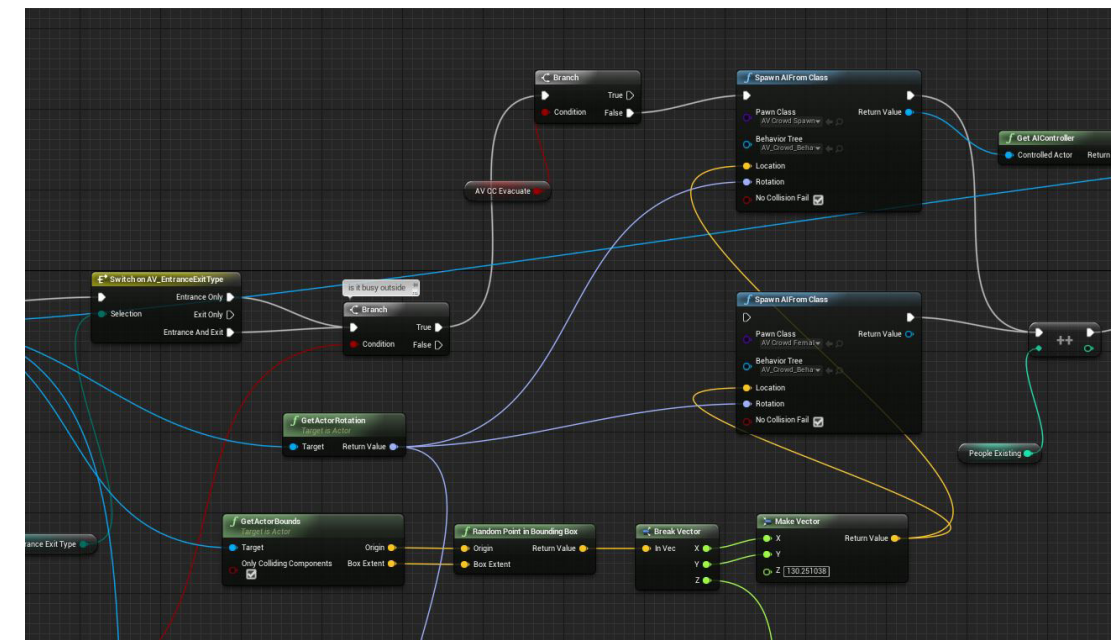 Branch
True
Condition False
AV CC Evacuate
Spawn AIFrom Class
Pawn Class Return Value
AV Crowd Spawn
Behavior Tree
AV_Crowd_Beha
Location
Rotation
No Collision Fail
Get AIController
Controlled Actor Return
Switch on AV_EntranceExitType
Entrance Only
Selection Exit Only
Entrance And Exit
is it busy outside
Branch
True
Condition False
Spawn AIFrom Class
Pawn Class Return Value
AV Crowd Femal
Behavior Tree
AV_Crowd_Beha
Location
Rotation
No Collision Fail
++
People Existing
GetActorRotation
Target is Actor
Target Return Value
rance Exit Type
GetActorBounds
Target is Actor
Target Origin
Only Colliding Components Box Extent
Random Point in Bounding Box
Origin Return Value
Box Extent
Break Vector
In Vec X
Y
Z
Make Vector
X Return Value
Y
Z 130.251038